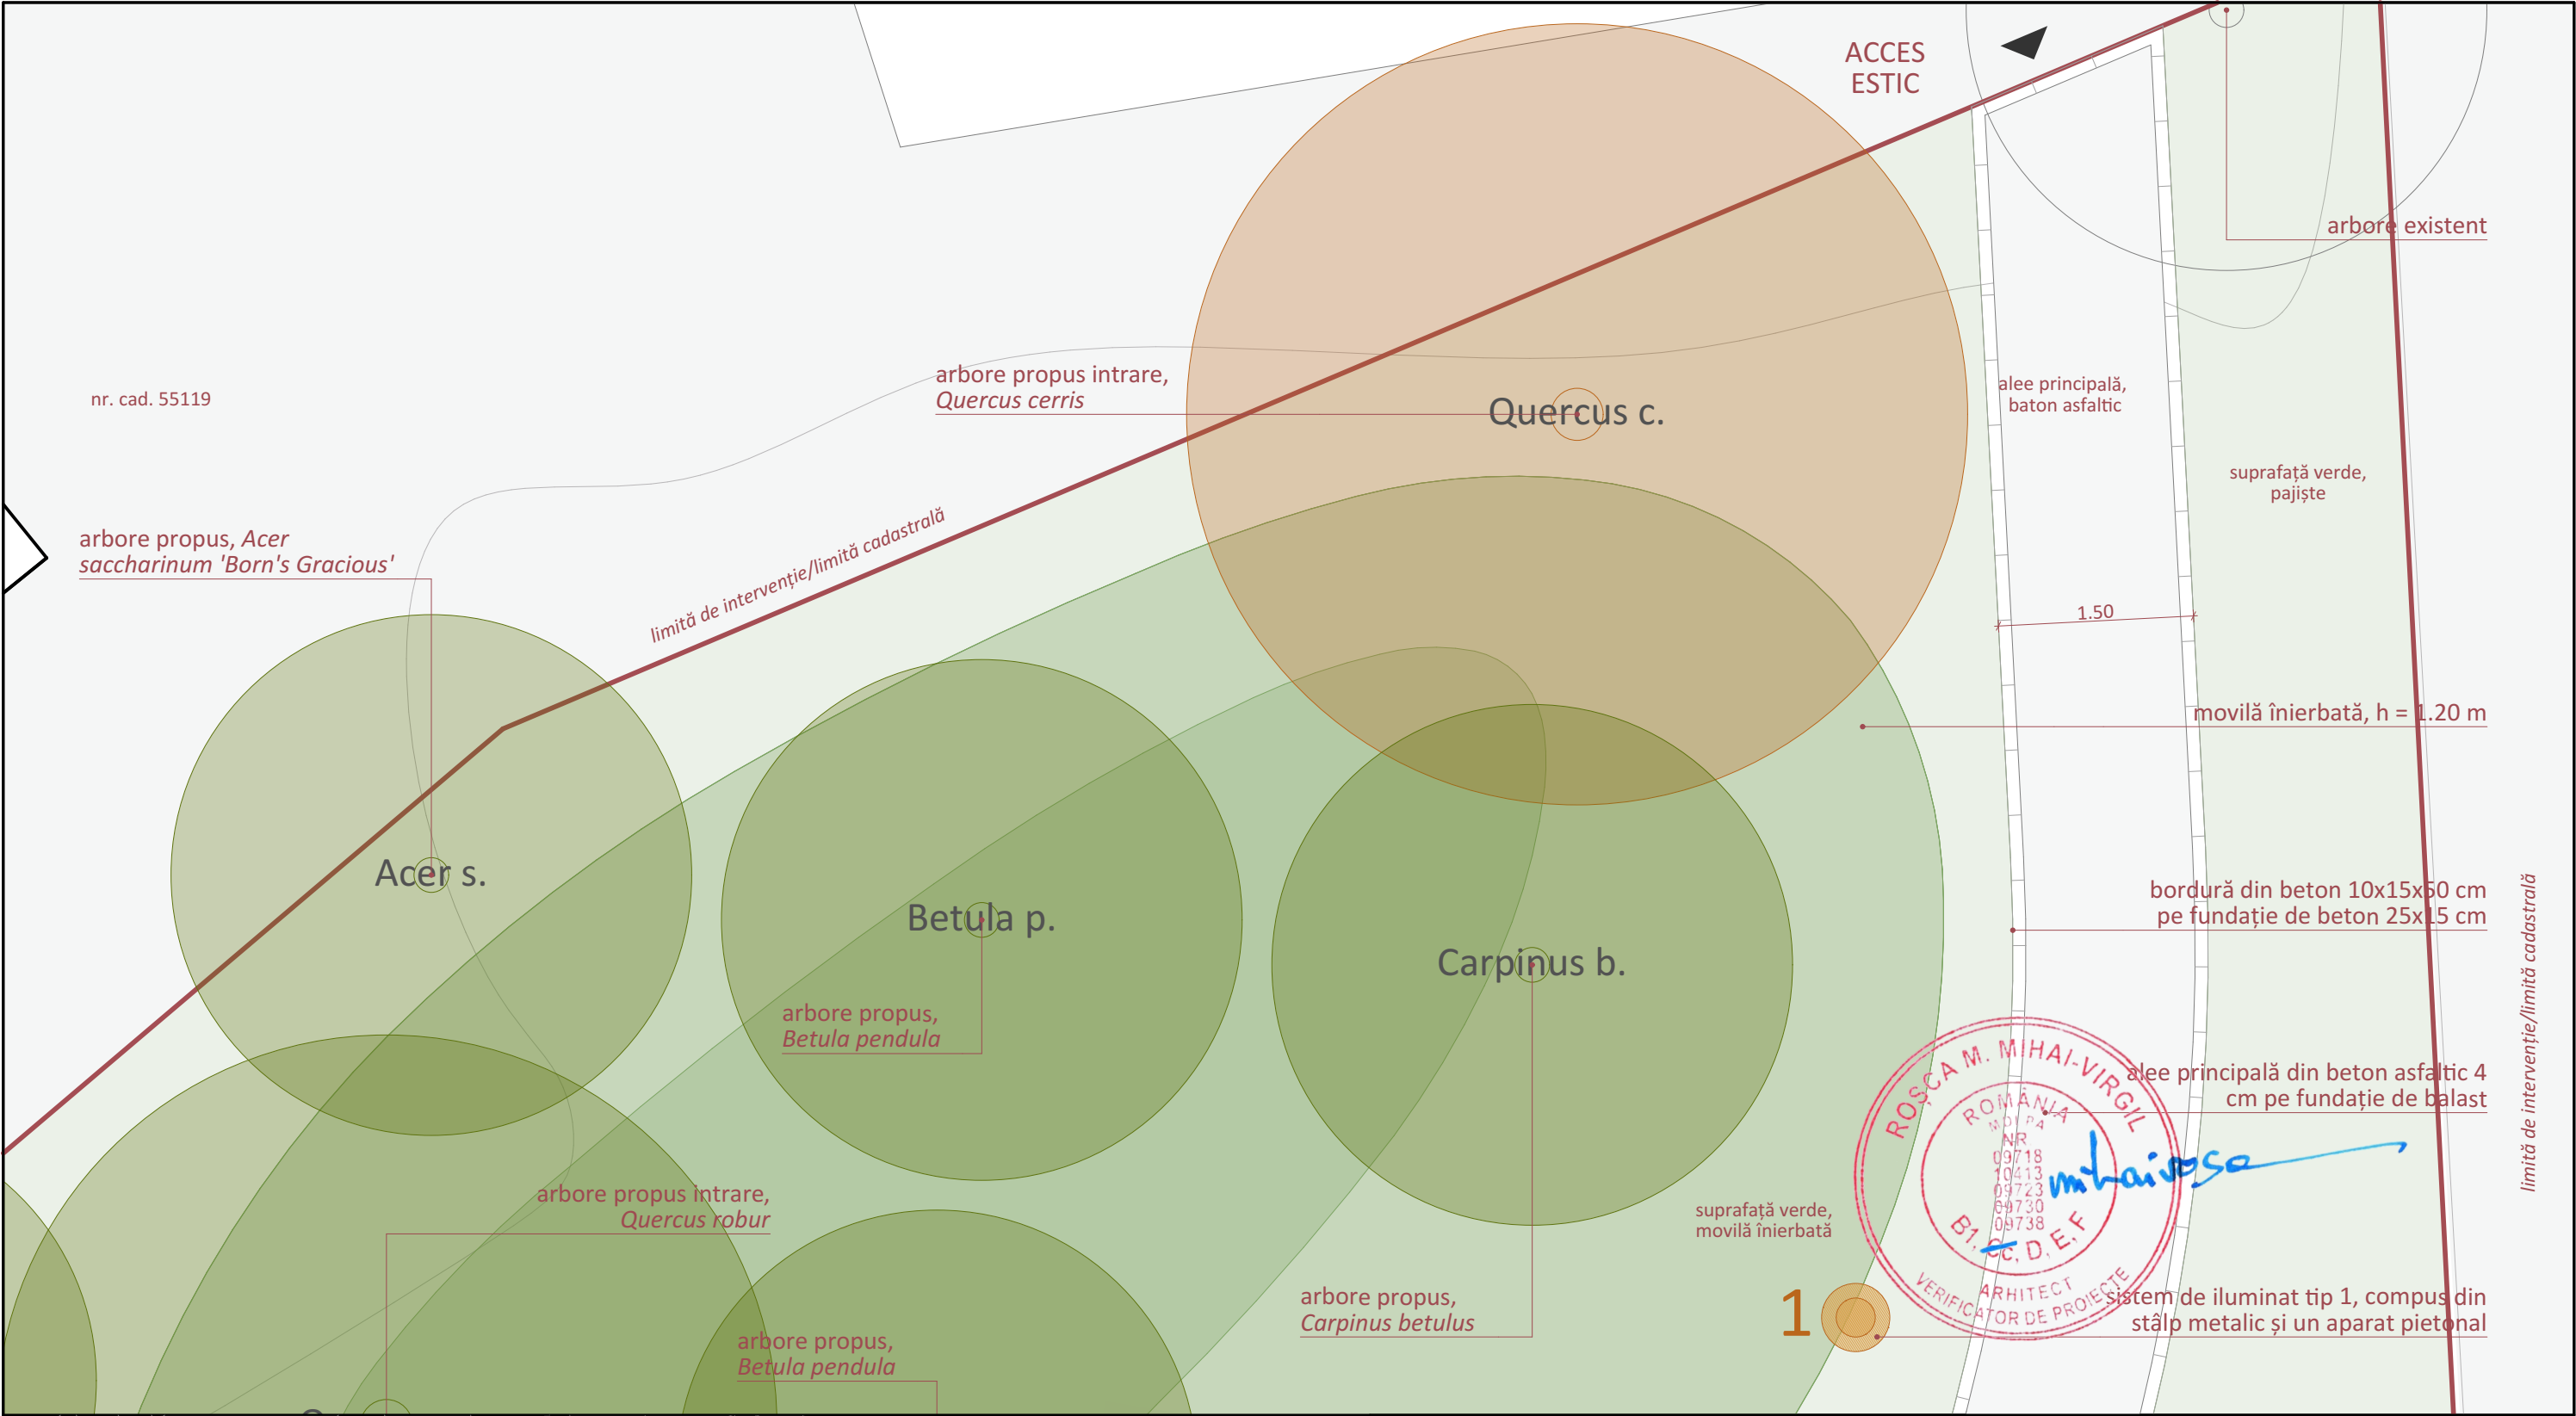 ACCES
ESTIC
arbore existent
arbore propus intrare,
Quercus cerris
Quercus c.
alee principală,
baton asfaltic
nr. cad. 55119
suprafață verde,
pajiște
arbore propus, Acer
saccharinum 'Born's Gracious'
limită de intervenție/limită cadastrală
1.50
movilă înierbată, h = 1.20 m
Acer s.
Betula p.
Carpinus b.
bordură din beton 10x15x50 cm
pe fundație de beton 25x15 cm
limită de intervenție/limită cadastrală
arbore propus,
Betula pendula
alee principală din beton asfaltic 4
cm pe fundație de balast
ROȘCA M. MIHAI-VIRGIL
ROMÂNIA
NR
09718
10413
09723
09730
09738
B1, Cc, D, E, F
ARHITECT
VERIFICATOR DE PROIECTE
arbore propus intrare,
Quercus robur
suprafață verde,
movilă înierbată
arbore propus,
Carpinus betulus
1
sistem de iluminat tip 1, compus din
stâlp metalic și un aparat pietonal
arbore propus,
Betula pendula